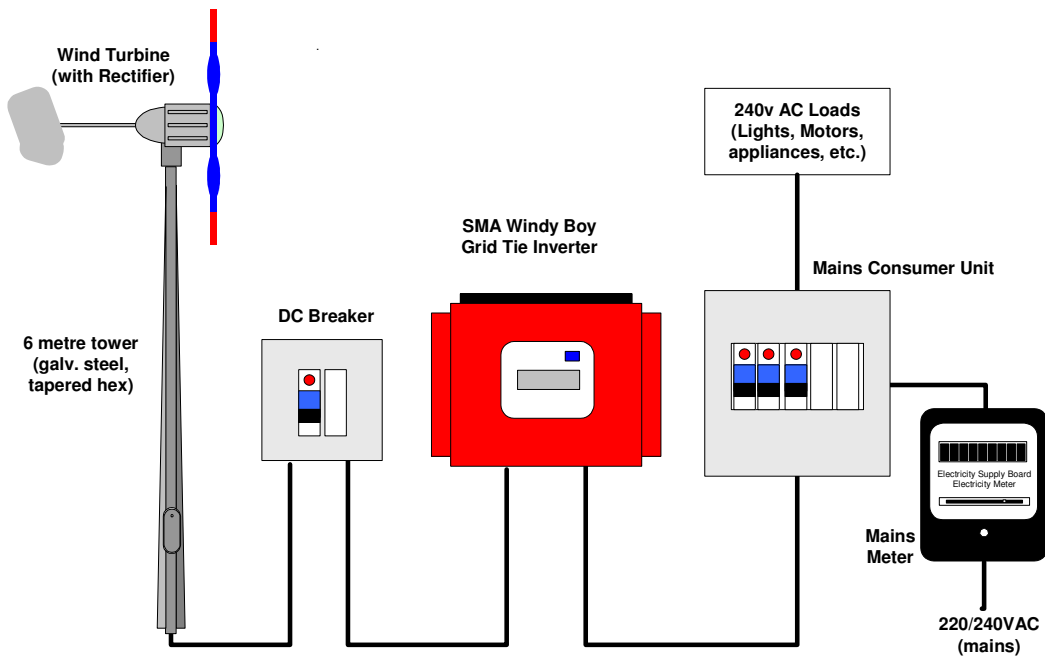 Wind Turbine
(with Rectifier)
240v AC Loads
(Lights, Motors,
appliances, etc.)
SMA Windy Boy
Grid Tie Inverter
Mains Consumer Unit
DC Breaker
6 metre tower
(galv. steel,
tapered hex)
Electricity Supply Board
Electricity Meter
Mains
Meter
220/240VAC
(mains)